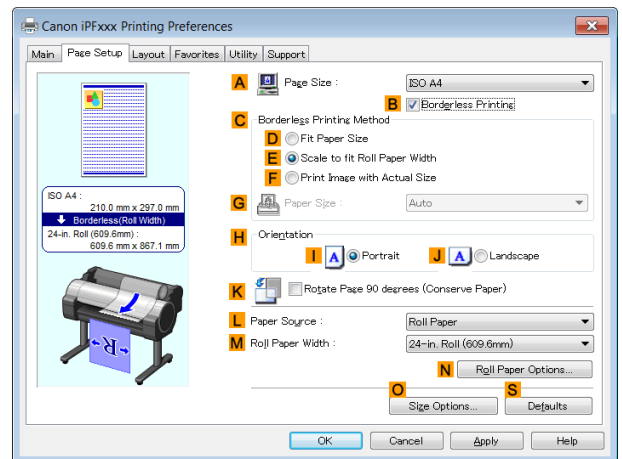 Canon iPFxxx Printing Preferences
Main Page Setup Layout Favorites Utility Support
A Page Size : ISO A4
B Borderless Printing
C Borderless Printing Method
D Fit Paper Size
E Scale to fit Roll Paper Width
F Print Image with Actual Size
ISO A4 :
210.0 mm x 297.0 mm
Borderless(Roll Width)
24-in. Roll (609.6 mm) :
609.6 mm x 867.1 mm
G Paper Size : Auto
H Orientation
I A Portrait J A Landscape
K Rotate Page 90 degrees (Conserve Paper)
R
L Paper Source : Roll Paper
M Roll Paper Width : 24-in. Roll (609.6mm)
N Roll Paper Options...
O S
Size Options... Defaults
OK Cancel Apply Help